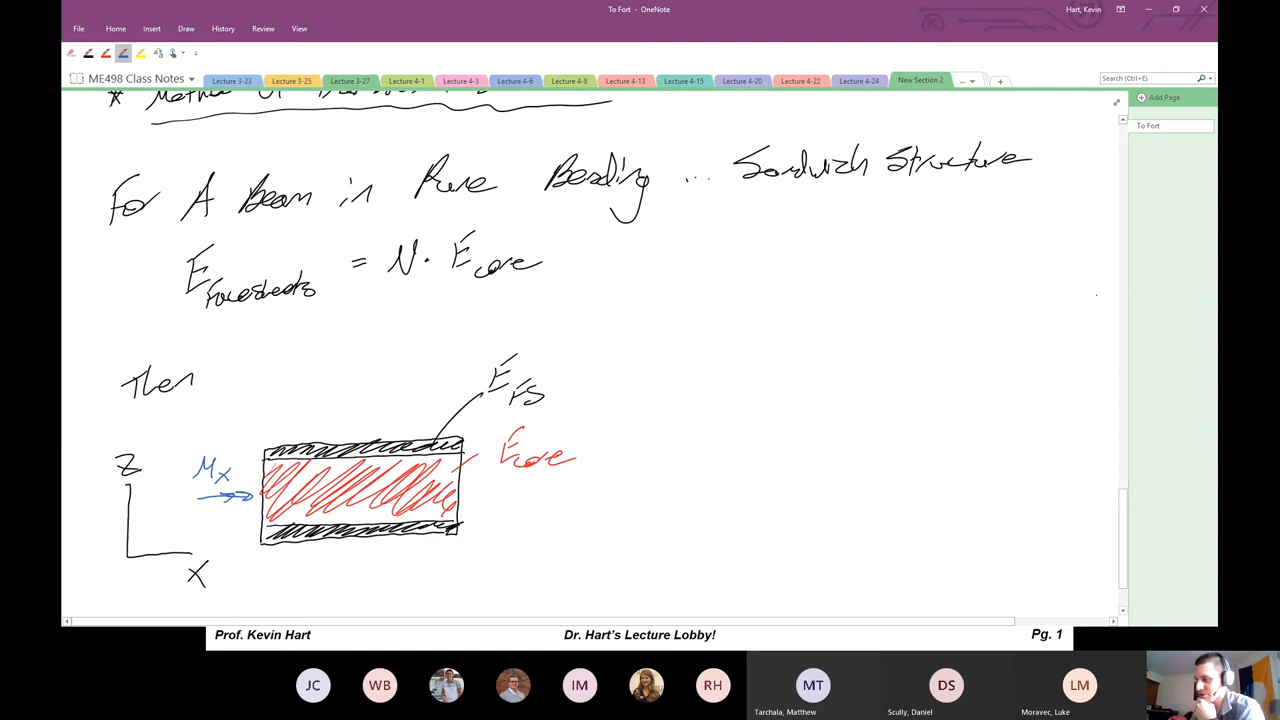 To Fort - OneNote
Hart, Kevin
File Home Insert Draw History Review View
ME498 Class Notes
Lecture 3-23 Lecture 3-25 Lecture 3-27 Lecture 4-1 Lecture 4-3 Lecture 4-6 Lecture 4-8 Lecture 4-13 Lecture 4-15 Lecture 4-20 Lecture 4-22 Lecture 4-24 New Section 2 ...
Search (Ctrl+E)
Add Page
To Fort
For A Beam in Pure Bending ... Sandwich Structure
E Facesheets = N · E core
Then
E FS
E core
Z
Mx
X
Prof. Kevin Hart Dr. Hart's Lecture Lobby! Pg. 1
JC WB IM RH MT DS LM
Tarchala, Matthew Scully, Daniel Moravec, Luke